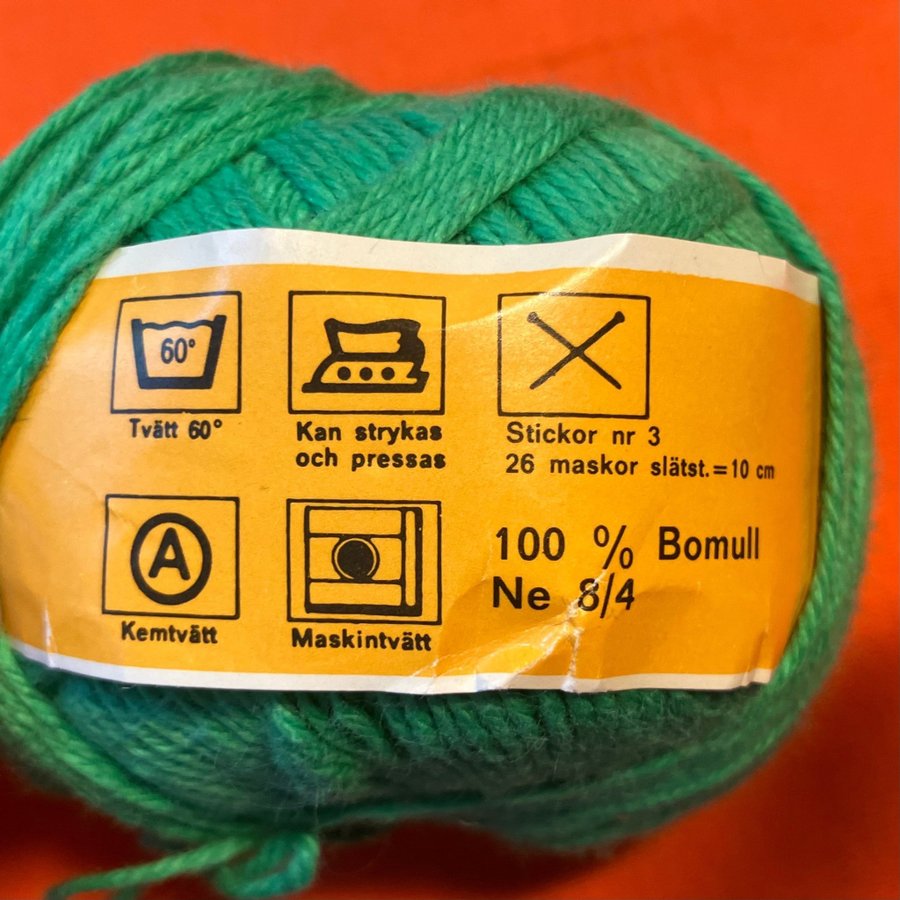 60°
Tvätt 60°
Kan strykas
och pressas
Stickor nr 3
26 maskor slätst.=10 cm
A
Kemtvätt
Maskintvätt
100 % Bomull
Ne 8/4